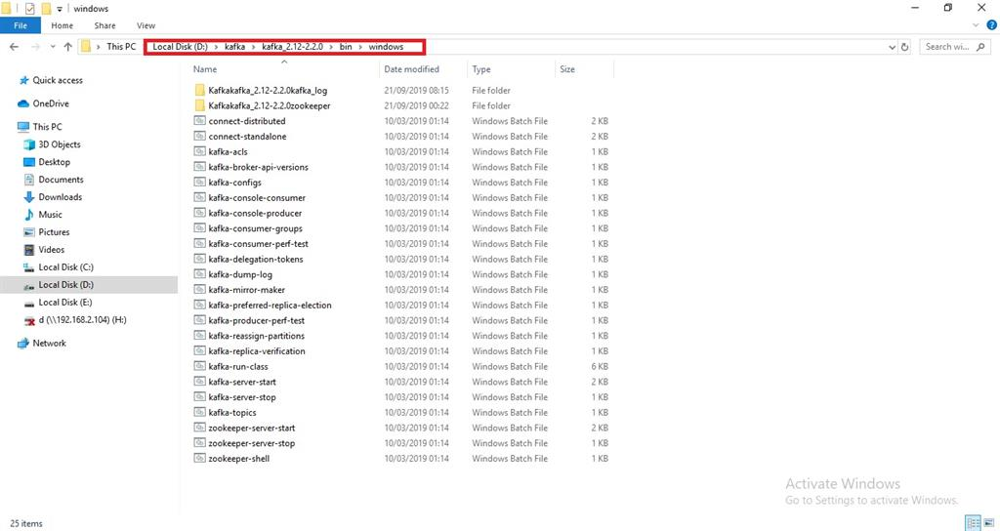 windows
File Home Share View
This PC Local Disk (D:) kafka kafka_2.12-2.2.0 bin windows Search wi...
Quick access
OneDrive
This PC
3D Objects
Desktop
Documents
Downloads
Music
Pictures
Videos
Local Disk (C:)
Local Disk (D:)
Local Disk (E:)
d (\\192.168.2.104) (H:)
Network
Name Date modified Type Size
Kafkakafka_2.12-2.2.0kafka_log 21/09/2019 08:15 File folder
Kafkakafka_2.12-2.2.0zookeeper 21/09/2019 00:22 File folder
connect-distributed 10/03/2019 01:14 Windows Batch File 2 KB
connect-standalone 10/03/2019 01:14 Windows Batch File 2 KB
kafka-acls 10/03/2019 01:14 Windows Batch File 1 KB
kafka-broker-api-versions 10/03/2019 01:14 Windows Batch File 1 KB
kafka-configs 10/03/2019 01:14 Windows Batch File 1 KB
kafka-console-consumer 10/03/2019 01:14 Windows Batch File 1 KB
kafka-console-producer 10/03/2019 01:14 Windows Batch File 1 KB
kafka-consumer-groups 10/03/2019 01:14 Windows Batch File 1 KB
kafka-consumer-perf-test 10/03/2019 01:14 Windows Batch File 1 KB
kafka-delegation-tokens 10/03/2019 01:14 Windows Batch File 1 KB
kafka-dump-log 10/03/2019 01:14 Windows Batch File 1 KB
kafka-mirror-maker 10/03/2019 01:14 Windows Batch File 1 KB
kafka-preferred-replica-election 10/03/2019 01:14 Windows Batch File 1 KB
kafka-producer-perf-test 10/03/2019 01:14 Windows Batch File 1 KB
kafka-reassign-partitions 10/03/2019 01:14 Windows Batch File 1 KB
kafka-replica-verification 10/03/2019 01:14 Windows Batch File 1 KB
kafka-run-class 10/03/2019 01:14 Windows Batch File 6 KB
kafka-server-start 10/03/2019 01:14 Windows Batch File 2 KB
kafka-server-stop 10/03/2019 01:14 Windows Batch File 1 KB
kafka-topics 10/03/2019 01:14 Windows Batch File 1 KB
zookeeper-server-start 10/03/2019 01:14 Windows Batch File 2 KB
zookeeper-server-stop 10/03/2019 01:14 Windows Batch File 1 KB
zookeeper-shell 10/03/2019 01:14 Windows Batch File 1 KB
Activate Windows
Go to Settings to activate Windows.
25 items